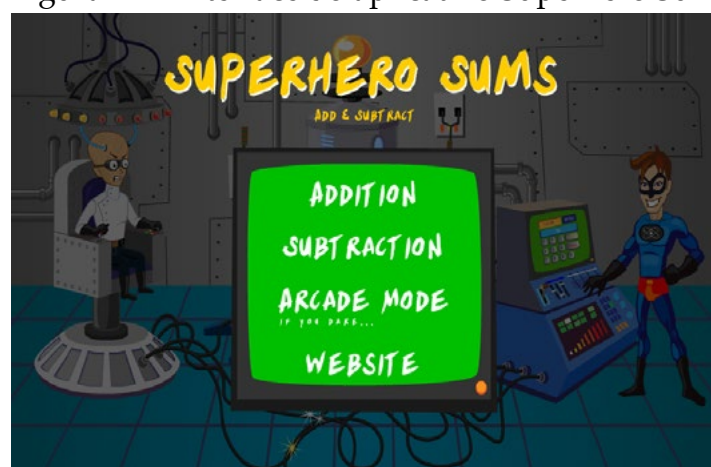 SUPERHERO SUMS
ADD & SUBTRACT
ADDITION
SUBTRACTION
ARCADE MODE
IF YOU DARE...
WEBSITE